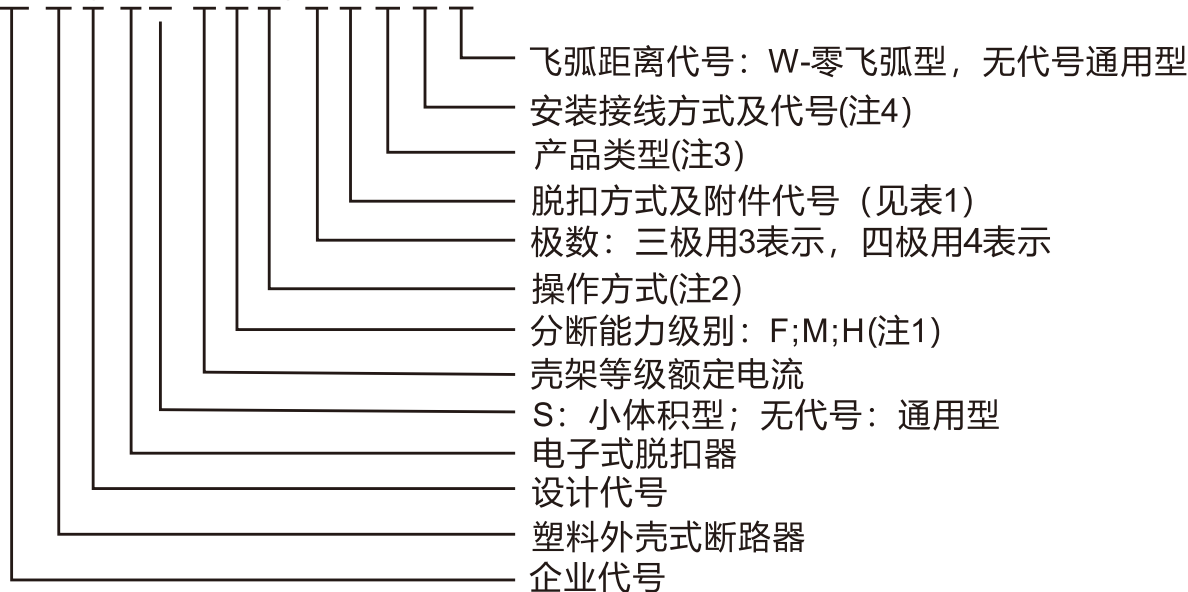 飞弧距离代号：W-零飞弧型，无代号通用型
安装接线方式及代号(注4)
产品类型(注3)
脱扣方式及附件代号（见表1）
极数：三极用3表示，四极用4表示
操作方式(注2)
分断能力级别：F;M;H(注1)
壳架等级额定电流
S：小体积型；无代号：通用型
电子式脱扣器
设计代号
塑料外壳式断路器
企业代号